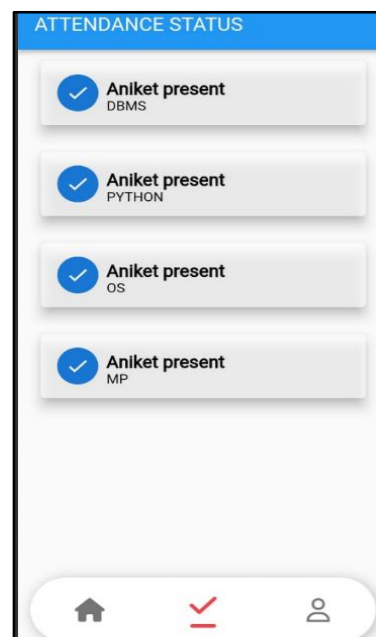 ATTENDANCE STATUS
Aniket present
DBMS
Aniket present
PYTHON
Aniket present
OS
Aniket present
MP